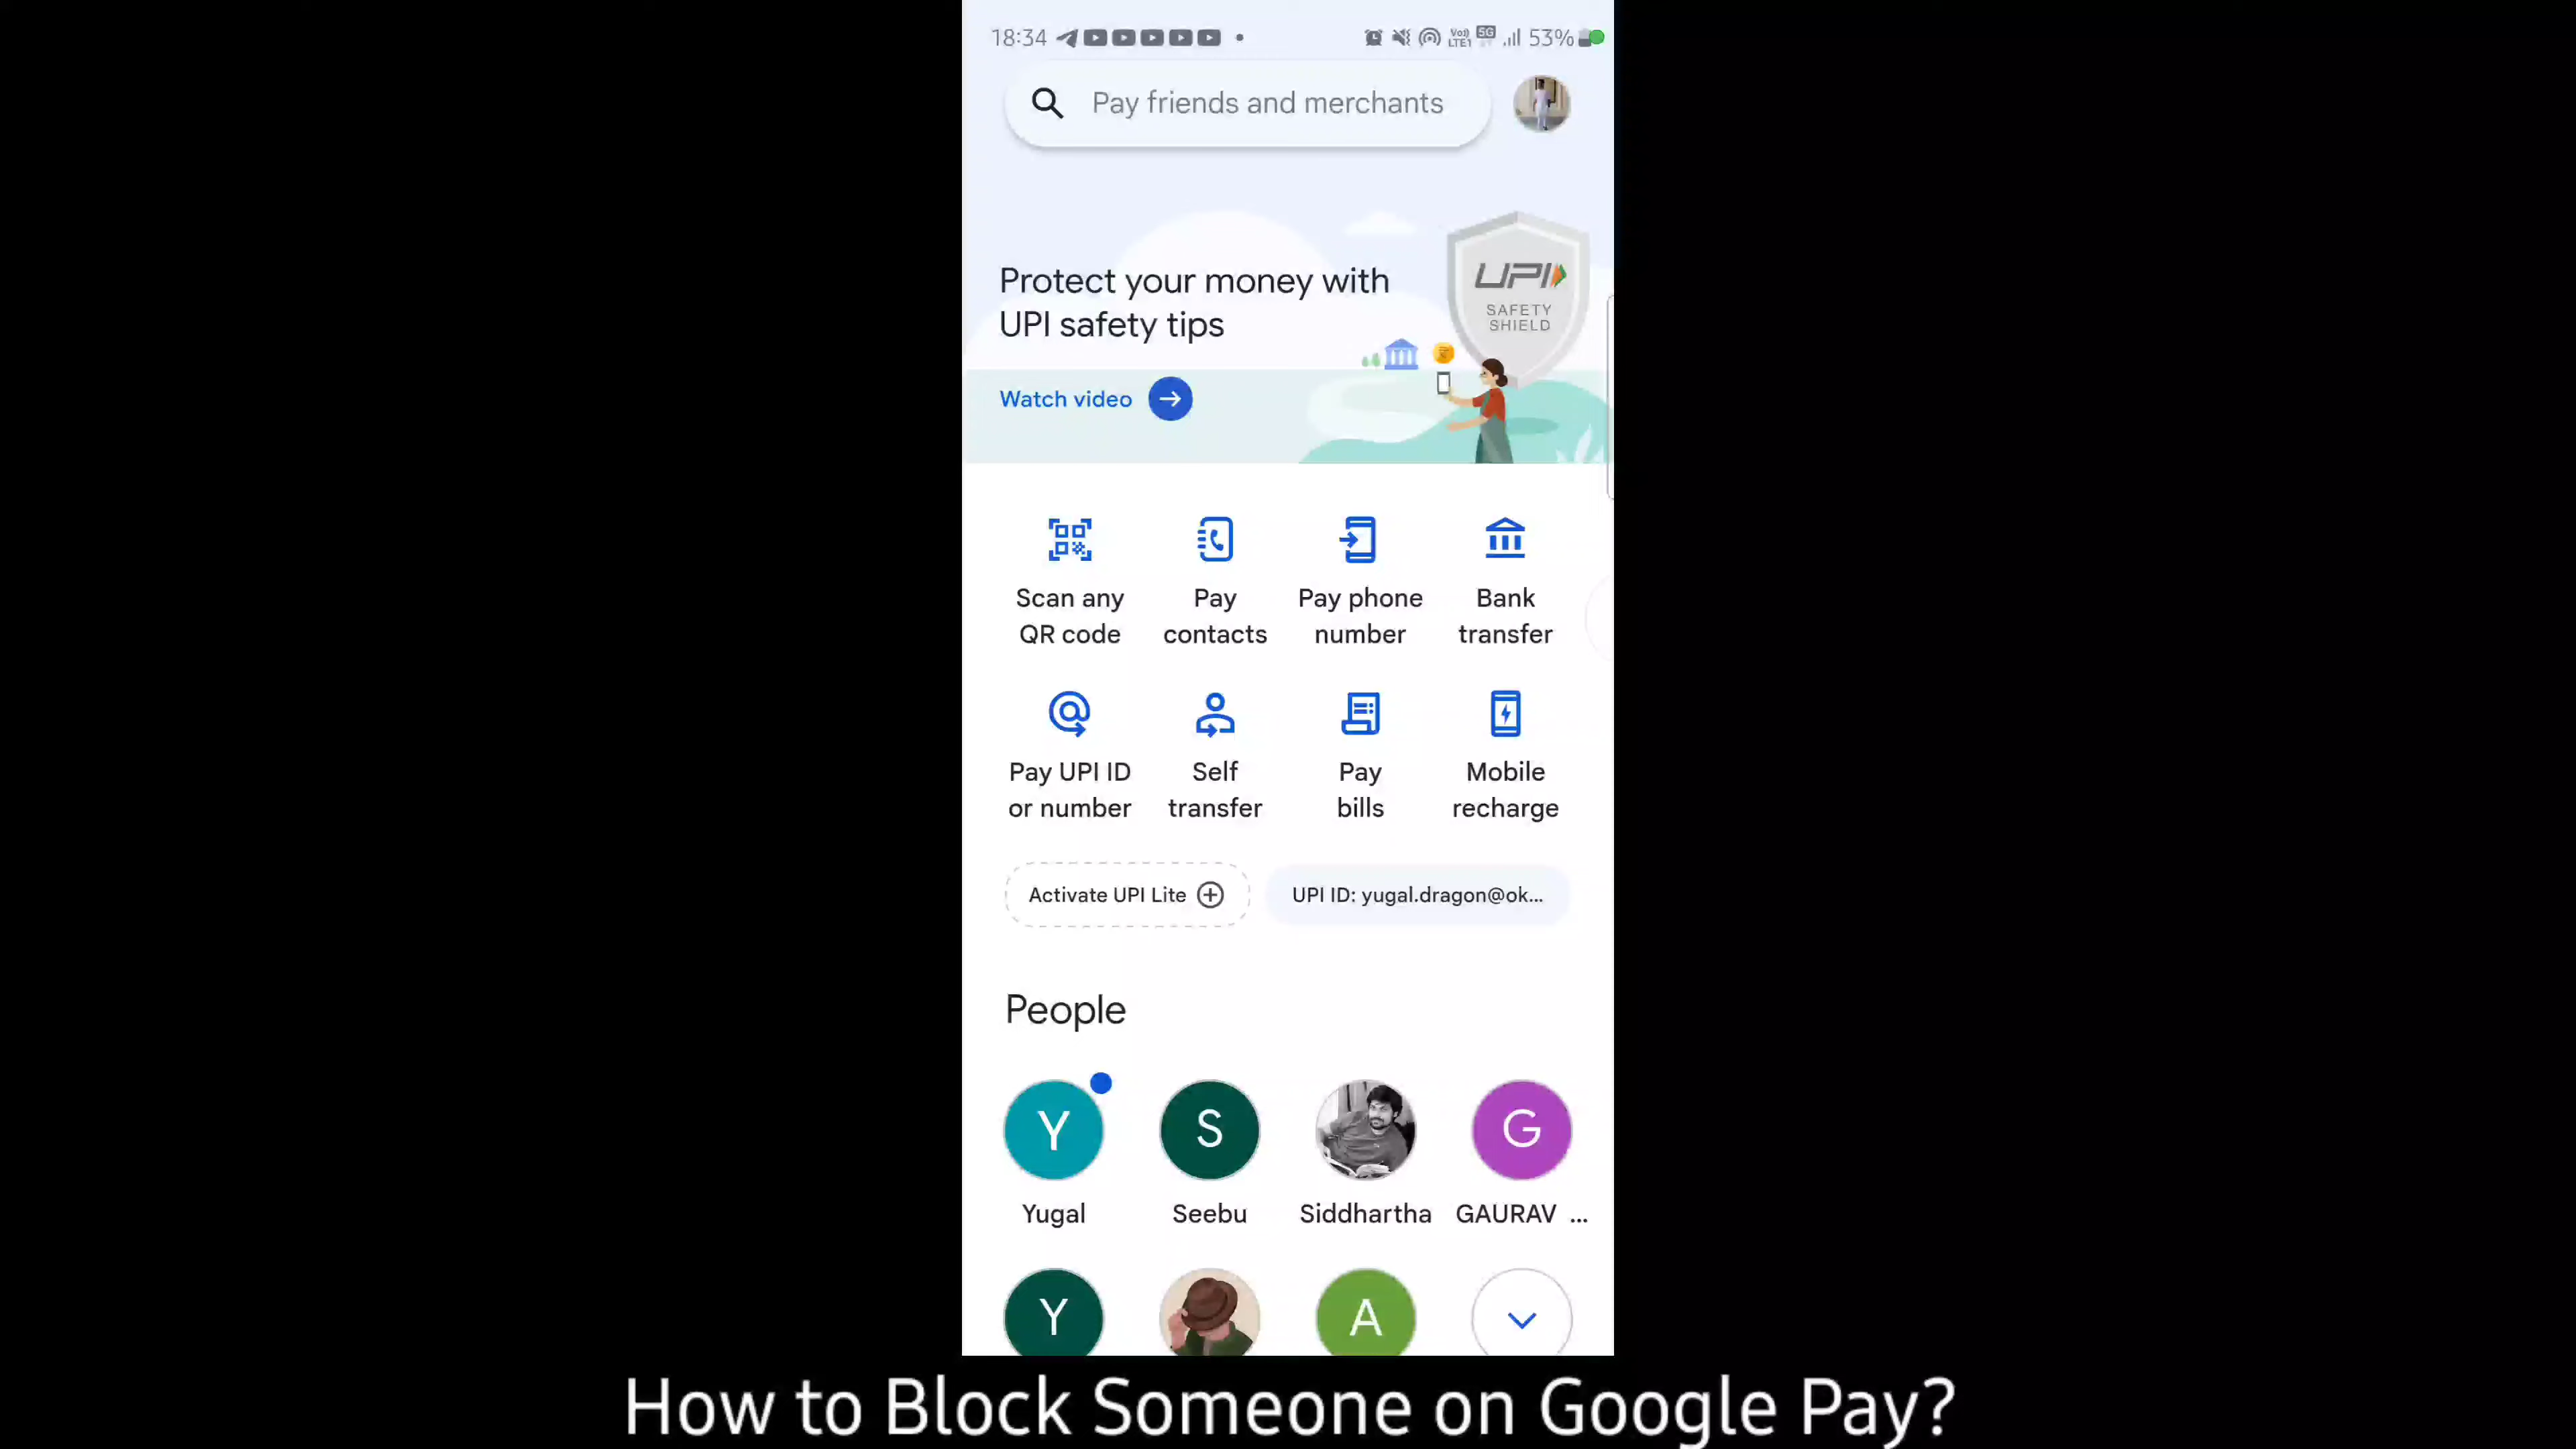 18:34 Vo)) LTE1 5G 53%
Pay friends and merchants
UPI
SAFETY
SHIELD
Protect your money with
UPI safety tips
Watch video
Scan any QR code
Pay contacts
Pay phone number
Bank transfer
Pay UPI ID or number
Self transfer
Pay bills
Mobile recharge
Activate UPI Lite
UPI ID: yugal.dragon@ok...
People
Y
S
G
Yugal
Seebu
Siddhartha
GAURAV ...
Y
A
How to Block Someone on Google Pay?